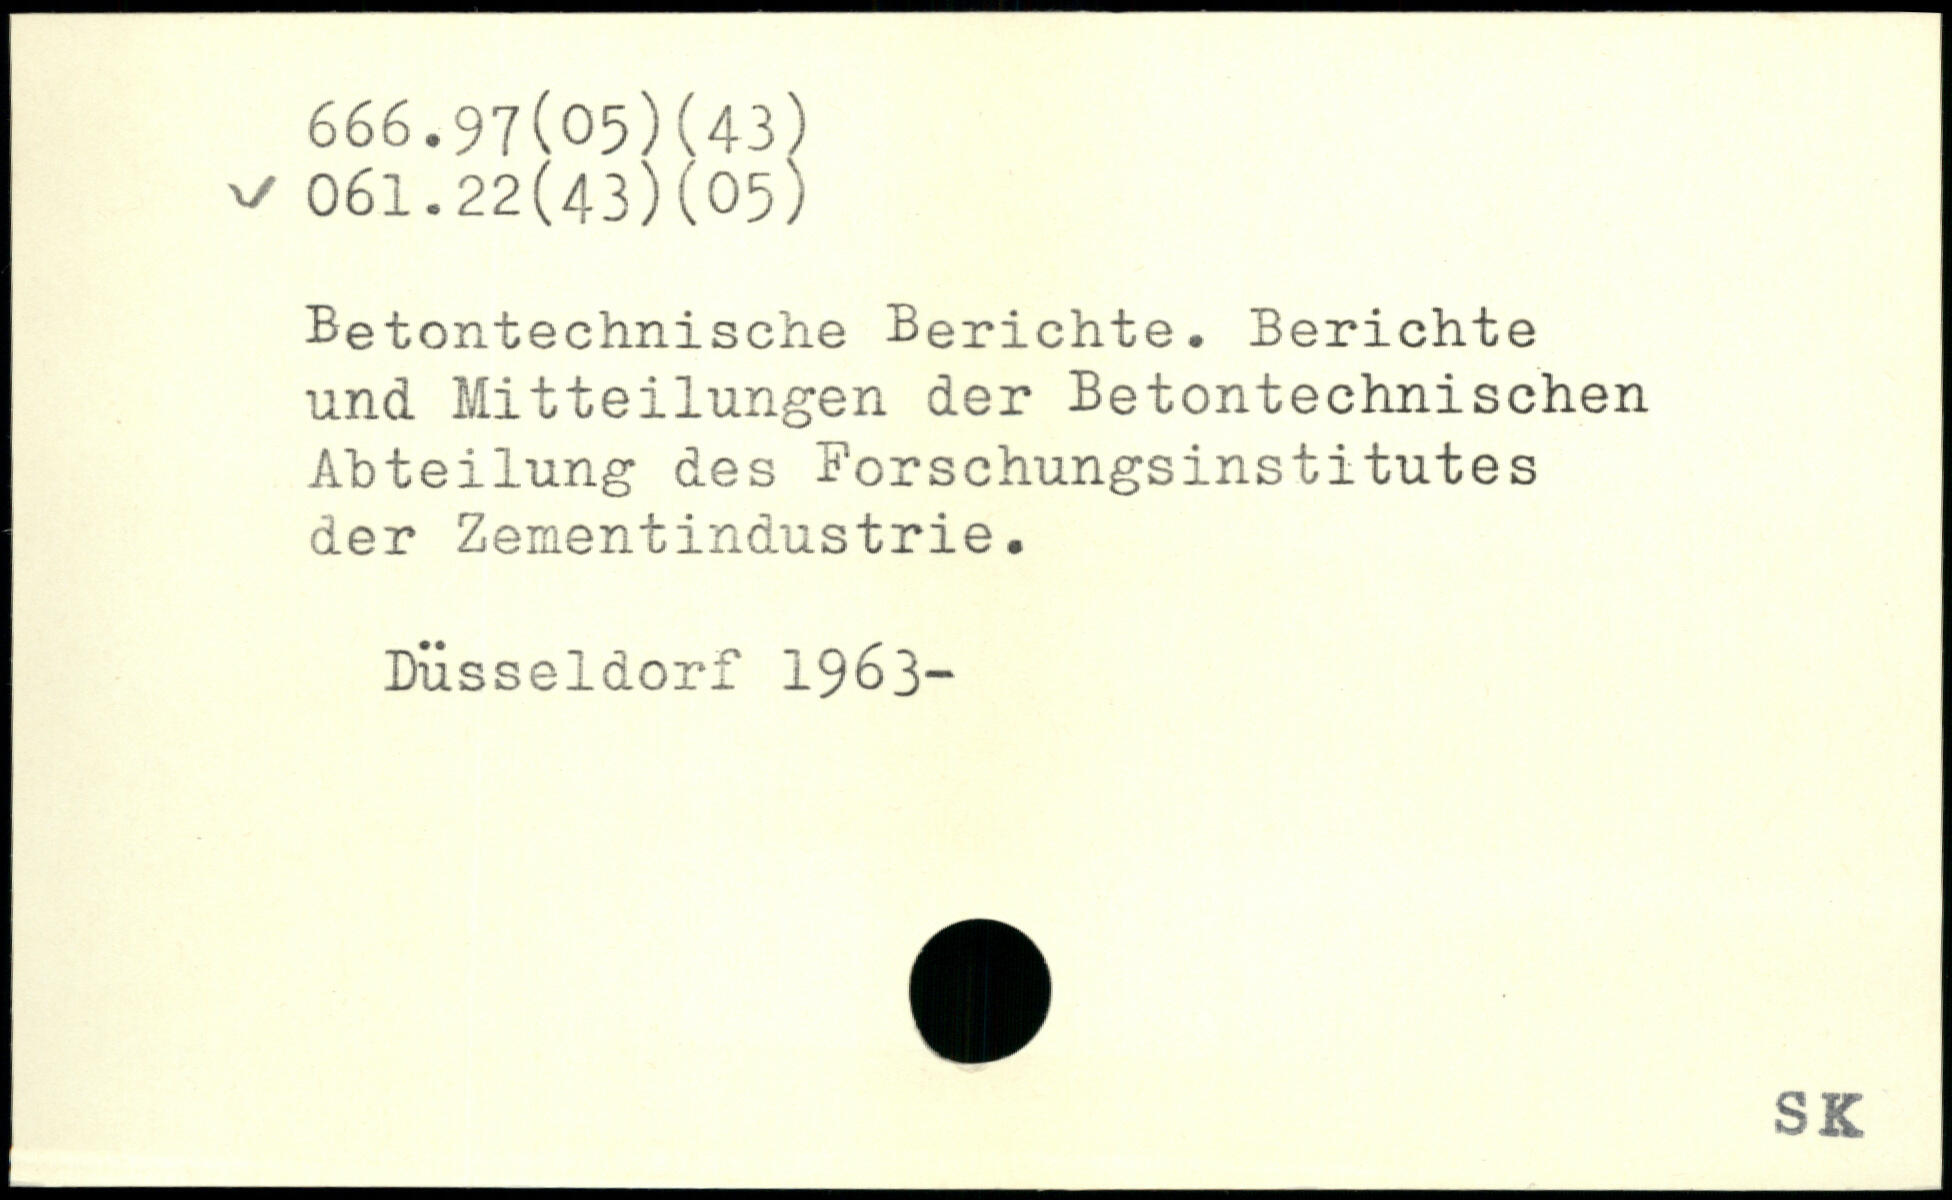 666.97(05)(43)
✓ 061.22(43)(05)
Betontechnische Berichte. Berichte
und Mitteilungen der Betontechnischen
Abteilung des Forschungsinstitutes
der Zementindustrie.
Düsseldorf 1963-
SK